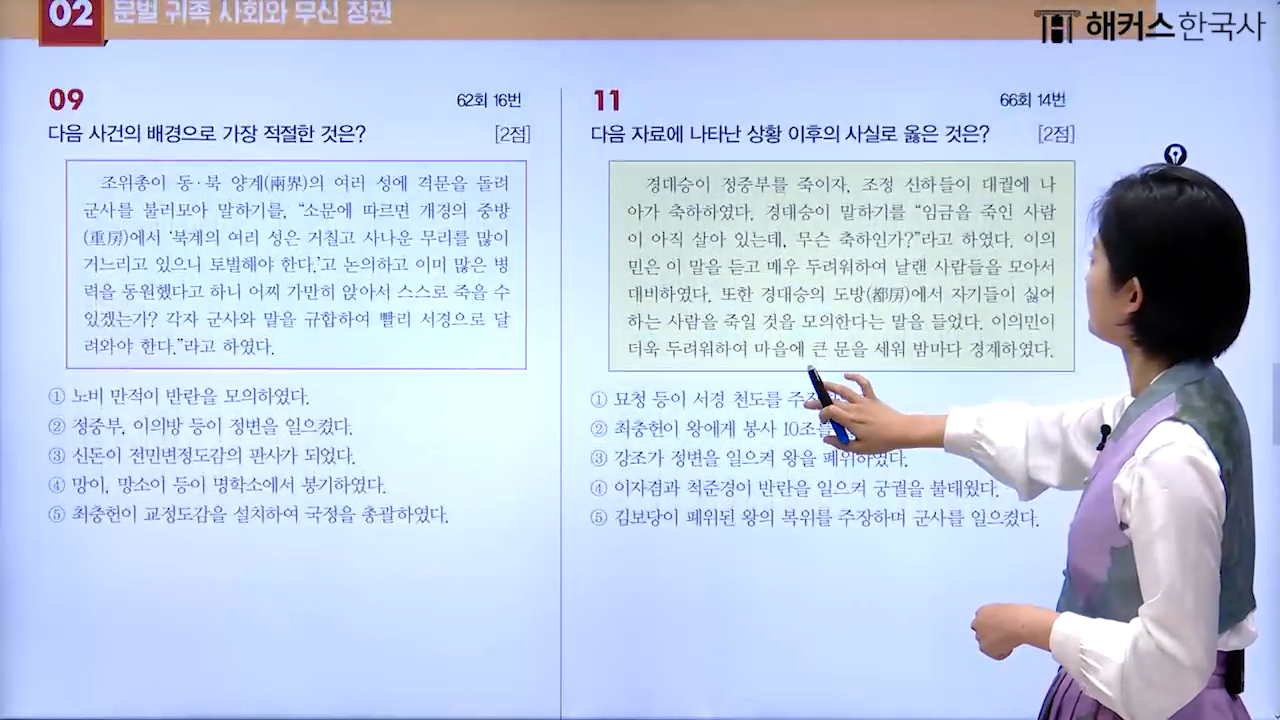 02 문벌 귀족 사회와 무신 정권
해커스한국사
09
62회 16번
다음 사건의 배경으로 가장 적절한 것은? [2점]
조위총이 동·북 양계(兩界)의 여러 성에 격문을 돌려
군사를 불러모아 말하기를, “소문에 따르면 개경의 중방
(重房)에서 ‘북계의 여러 성은 거칠고 사나운 무리를 많이
거느리고 있으니 토벌해야 한다.’고 논의하고 이미 많은 병
력을 동원했다고 하니 어찌 가만히 앉아서 스스로 죽을 수
있겠는가? 각자 군사와 말을 규합하여 빨리 서경으로 달
려와야 한다.”라고 하였다.
① 노비 만적이 반란을 모의하였다.
② 정중부, 이의방 등이 정변을 일으켰다.
③ 신돈이 전민변정도감의 판사가 되었다.
④ 망이, 망소이 등이 명학소에서 봉기하였다.
⑤ 최충헌이 교정도감을 설치하여 국정을 총괄하였다.
11
66회 14번
다음 자료에 나타난 상황 이후의 사실로 옳은 것은? [2점]
경대승이 정중부를 죽이자, 조정 신하들이 대궐에 나
아가 축하하였다. 경대승이 말하기를 “임금을 죽인 사람
이 아직 살아 있는데, 무슨 축하인가?”라고 하였다. 이의
민은 이 말을 듣고 매우 두려워하여 날랜 사람들을 모아서
대비하였다. 또한 경대승의 도방(都房)에서 자기들이 싫어
하는 사람을 죽일 것을 모의한다는 말을 들었다. 이의민이
더욱 두려워하여 마을에 큰 문을 세워 밤마다 경계하였다.
① 묘청 등이 서경 천도를
② 최충헌이 왕에게 봉사 10조를
③ 강조가 정변을 일으켜 왕을 폐위하였다.
④ 이자겸과 척준경이 반란을 일으켜 궁궐을 불태웠다.
⑤ 김보당이 폐위된 왕의 복위를 주장하며 군사를 일으켰다.